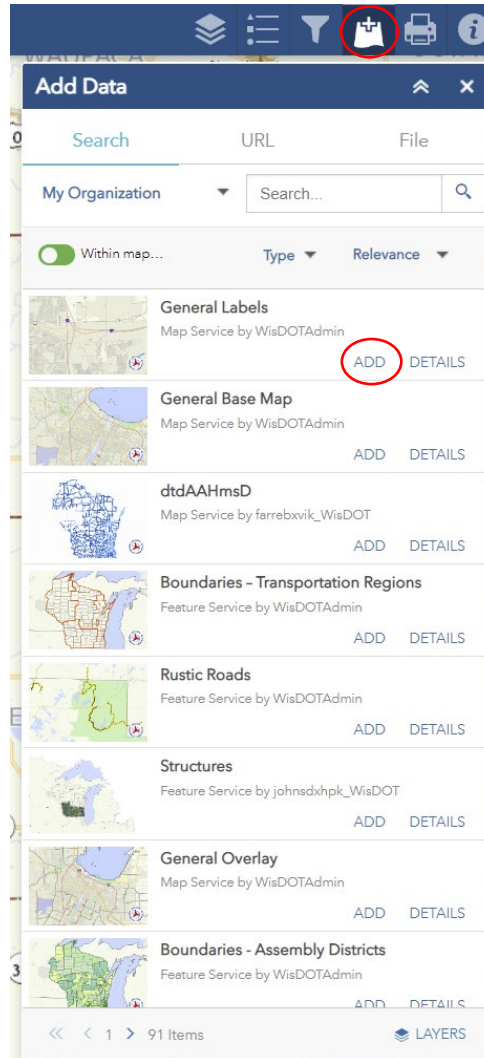 Add Data
Search URL File
My Organization Search...
Within map... Type Relevance
General Labels
Map Service by WisDOTAdmin
ADD DETAILS
General Base Map
Map Service by WisDOTAdmin
ADD DETAILS
dtdAAHmsD
Map Service by farrebxvik_WisDOT
ADD DETAILS
Boundaries - Transportation Regions
Feature Service by WisDOTAdmin
ADD DETAILS
Rustic Roads
Feature Service by WisDOTAdmin
ADD DETAILS
Structures
Feature Service by johnsdxhpk_WisDOT
ADD DETAILS
General Overlay
Map Service by WisDOTAdmin
ADD DETAILS
Boundaries - Assembly Districts
Feature Service by WisDOTAdmin
ADD DETAILS
1 91 Items LAYERS